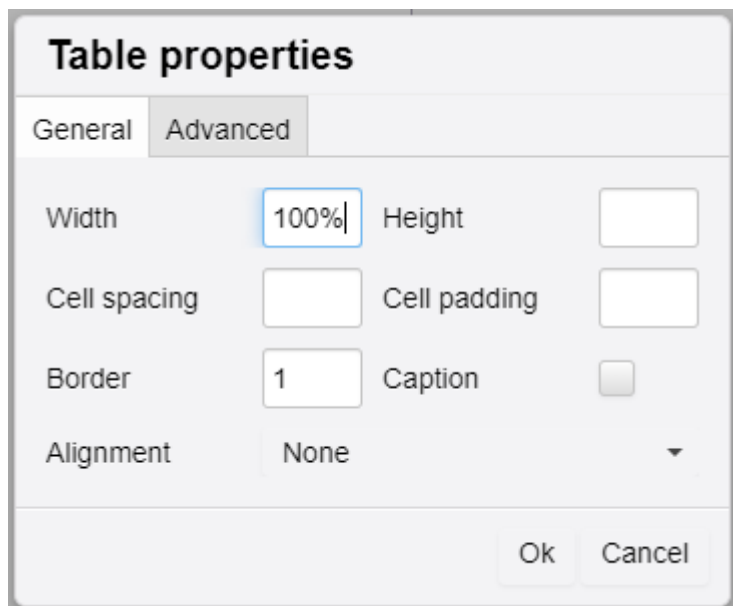 Table properties
General Advanced
Width 100% Height
Cell spacing Cell padding
Border 1 Caption
Alignment None
Ok Cancel